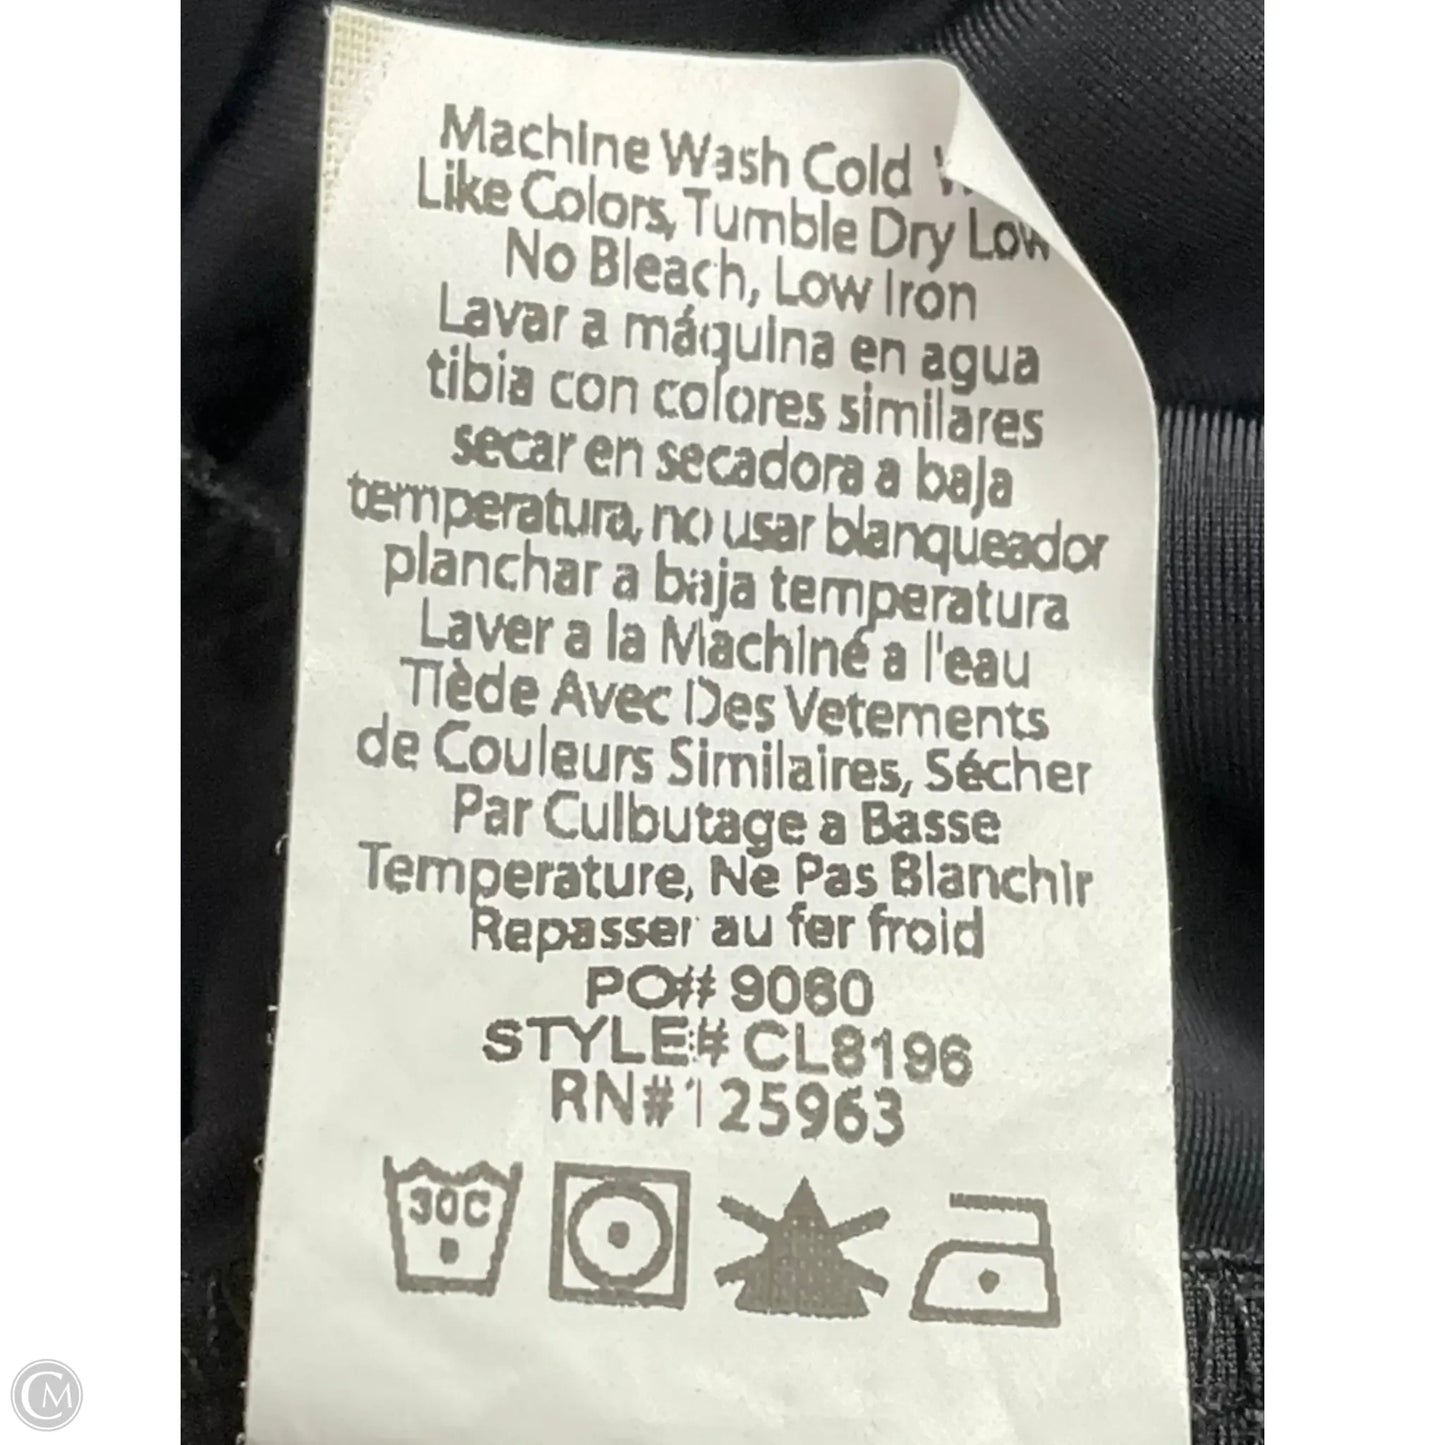 Machine Wash Cold
Like Colors, Tumble Dry Low
No Bleach, Low Iron
Lavar a máquina en agua
tibia con colores similares
secar en secadora a baja
temperatura, no usar blanqueador
planchar a baja temperatura
Laver a la Machiné a l'eau
Tiède Avec Des Vetements
de Couleurs Similaires, Sécher
Par Culbutage a Basse
Temperature, Ne Pas Blanchir
Repasser au fer froid
PO# 9060
STYLE# CL8196
RN# 125963
30C
CM